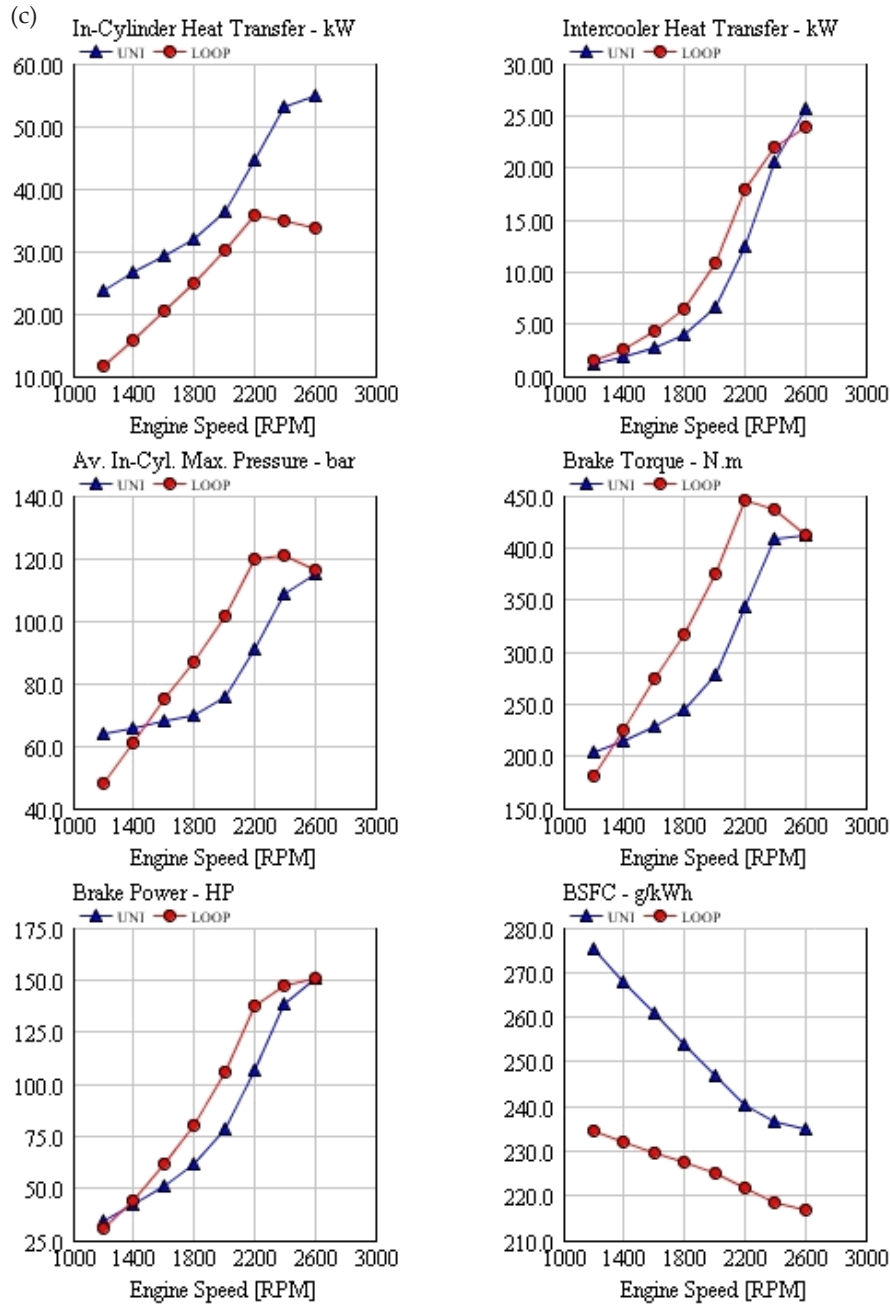 (c)
In-Cylinder Heat Transfer - kW
UNI LOOP
60.00
50.00
40.00
30.00
20.00
10.00
1000 1400 1800 2200 2600 3000
Engine Speed [RPM]
Intercooler Heat Transfer - kW
UNI LOOP
30.00
25.00
20.00
15.00
10.00
5.00
0.00
1000 1400 1800 2200 2600 3000
Engine Speed [RPM]
Av. In-Cyl. Max. Pressure - bar
UNI LOOP
140.0
120.0
100.0
80.0
60.0
40.0
1000 1400 1800 2200 2600 3000
Engine Speed [RPM]
Brake Torque - N.m
UNI LOOP
450.0
400.0
350.0
300.0
250.0
200.0
150.0
1000 1400 1800 2200 2600 3000
Engine Speed [RPM]
Brake Power - HP
UNI LOOP
175.0
150.0
125.0
100.0
75.0
50.0
25.0
1000 1400 1800 2200 2600 3000
Engine Speed [RPM]
BSFC - g/kWh
UNI LOOP
280.0
270.0
260.0
250.0
240.0
230.0
220.0
210.0
1000 1400 1800 2200 2600 3000
Engine Speed [RPM]